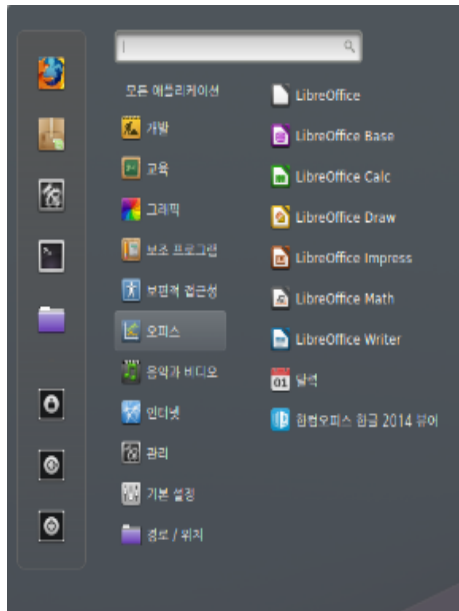 모든 애플리케이션
개발
교육
그래픽
보조 프로그램
보편적 접근성
오피스
음악과 비디오
인터넷
관리
기본 설정
경로 / 위치
LibreOffice
LibreOffice Base
LibreOffice Calc
LibreOffice Draw
LibreOffice Impress
LibreOffice Math
LibreOffice Writer
01 달력
한컴오피스 한글 2014 뷰어